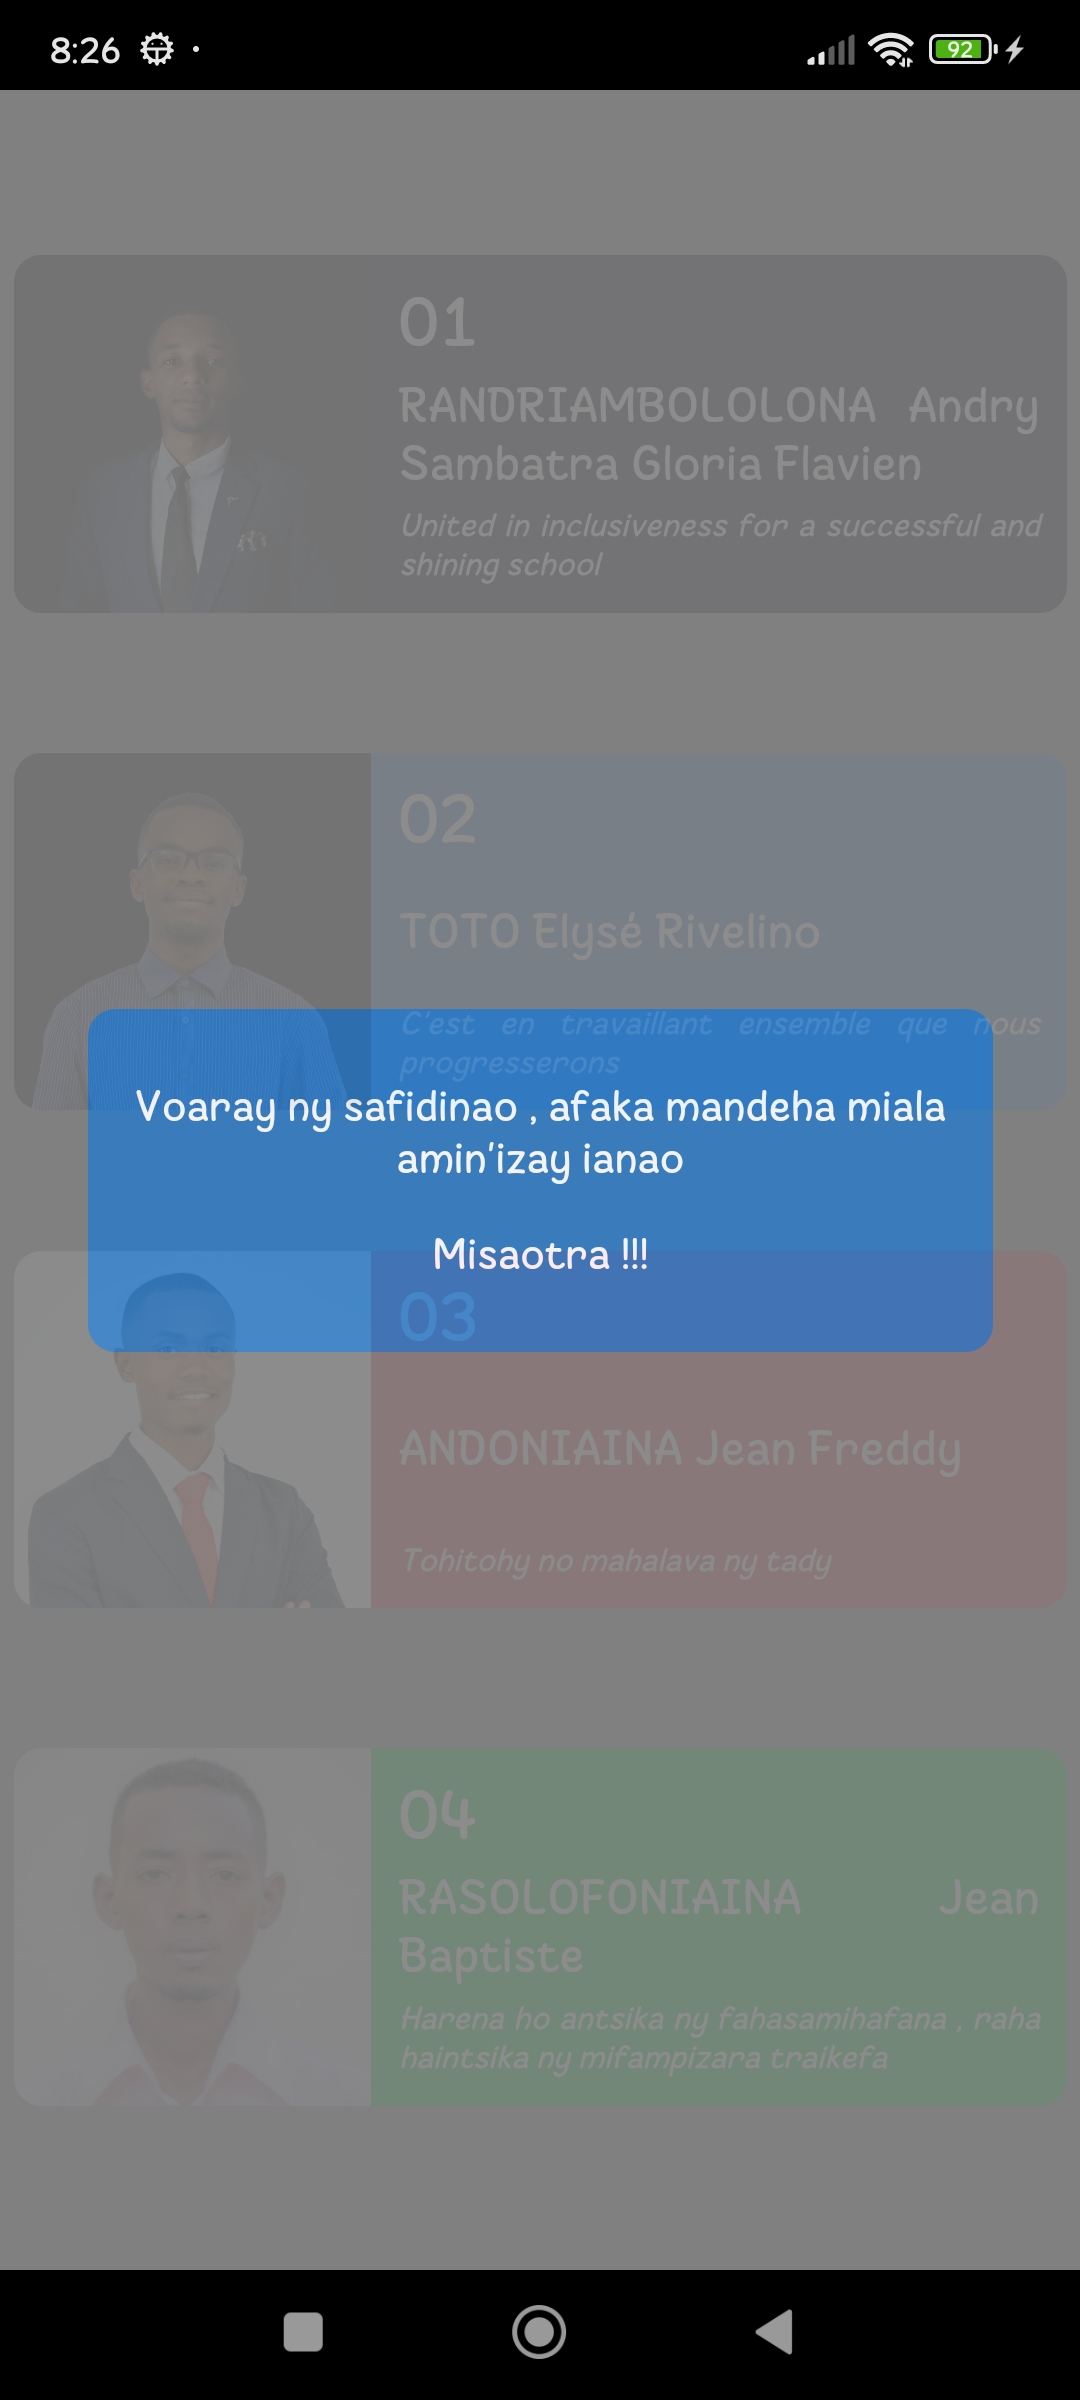 8:26
92
01
RANDRIAMBOLOLONA Andry
Sambatra Gloria Flavien
United in inclusiveness for a successful and
shining school
02
TOTO Elysé Rivelino
C'est en travaillant ensemble que nous
progresserons
Voaray ny safidinao , afaka mandeha miala
amin'izay ianao
Misaotra !!!
03
ANDONIAINA Jean Freddy
Tohitohy no mahalava ny tady
04
RASOLOFONIAINA Jean
Baptiste
Harena ho antsika ny fahasamihafana , raha
haintsika ny mifampizara traikefa